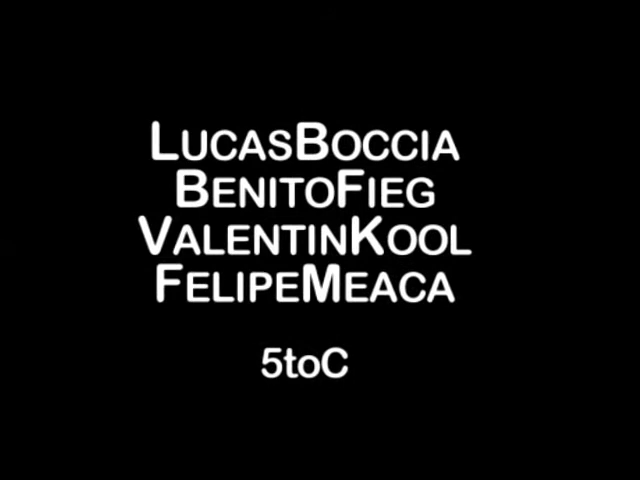 LUCASBOCCIA
BENITOFIEG
VALENTINKOOL
FELIPEMEACA
5toC